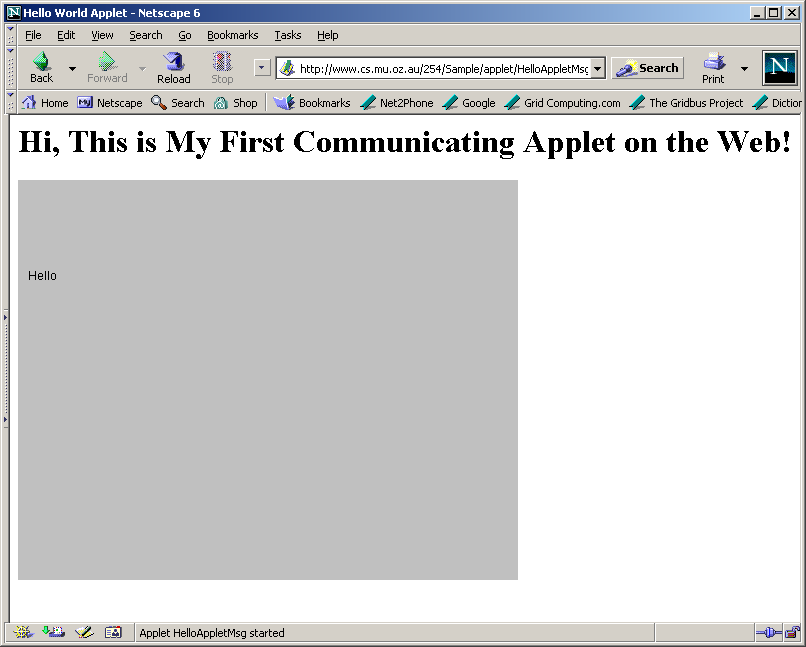 Hello World Applet - Netscape 6
File Edit View Search Go Bookmarks Tasks Help
Back Forward Reload Stop http://www.cs.mu.oz.au/254/Sample/applet/HelloAppletMsg Search Print N
Home Netscape Search Shop Bookmarks Net2Phone Google Grid Computing.com The Gridbus Project Diction
Hi, This is My First Communicating Applet on the Web!
Hello
Applet HelloAppletMsg started